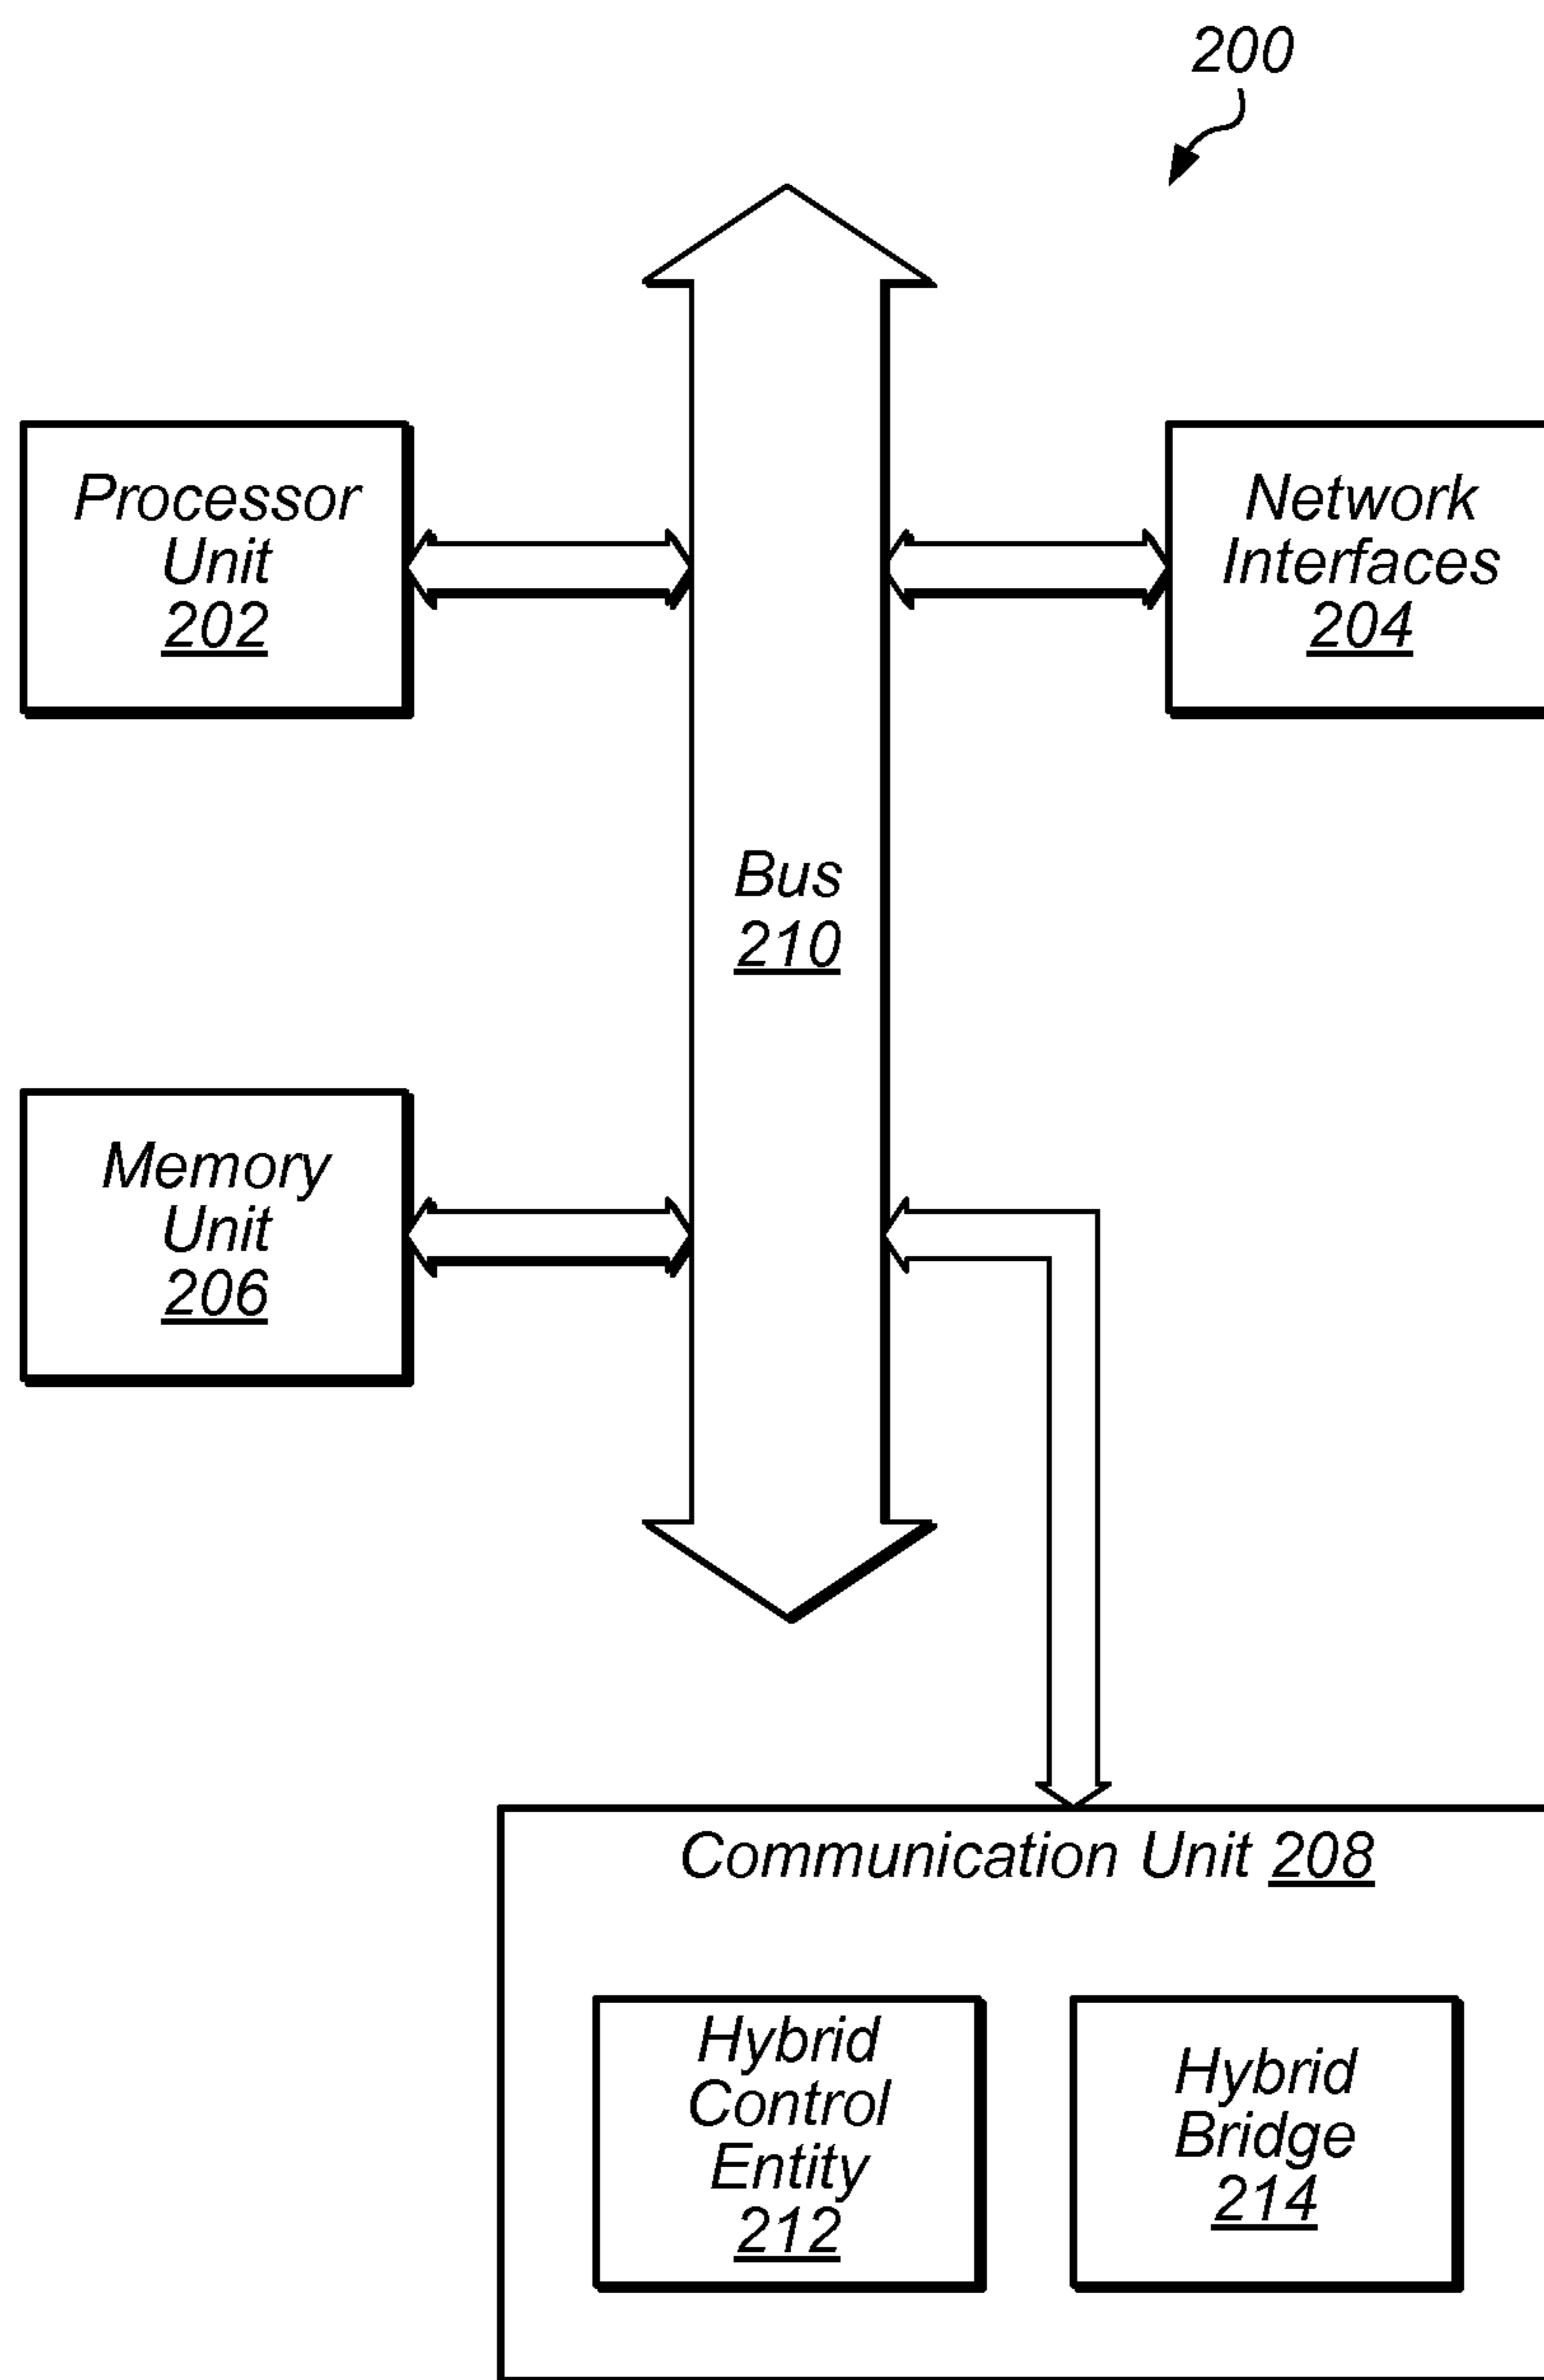 200
Processor
Unit
202
Network
Interfaces
204
Bus
210
Memory
Unit
206
Communication Unit 208
Hybrid
Control
Entity
212
Hybrid
Bridge
214